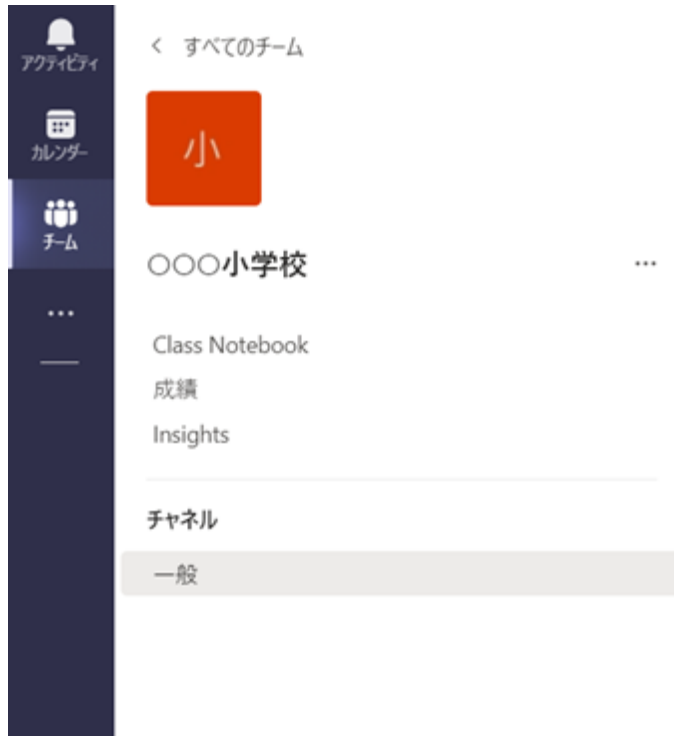 アクティビティ
カレンダー
チーム
…
< すべてのチーム
小
○○○小学校 …
Class Notebook
成績
Insights
チャネル
一般